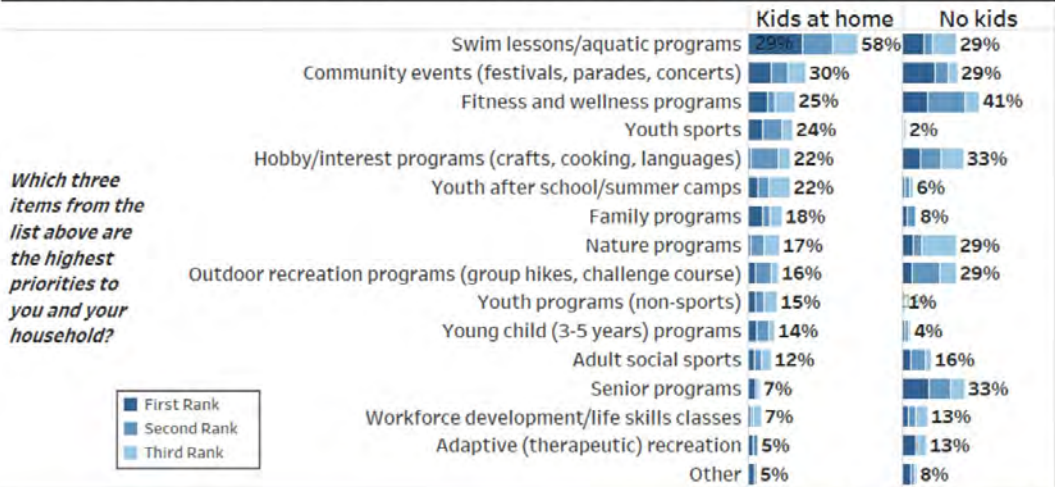 Kids at home No kids
Swim lessons/aquatic programs 29% 58% 29%
Community events (festivals, parades, concerts) 30% 29%
Fitness and wellness programs 25% 41%
Youth sports 24% 2%
Hobby/interest programs (crafts, cooking, languages) 22% 33%
Youth after school/summer camps 22% 6%
Family programs 18% 8%
Nature programs 17% 29%
Outdoor recreation programs (group hikes, challenge course) 16% 29%
Youth programs (non-sports) 15% 1%
Young child (3-5 years) programs 14% 4%
Adult social sports 12% 16%
Senior programs 7% 33%
Workforce development/life skills classes 7% 13%
Adaptive (therapeutic) recreation 5% 13%
Other 5% 8%
Which three
items from the
list above are
the highest
priorities to
you and your
household?
First Rank
Second Rank
Third Rank